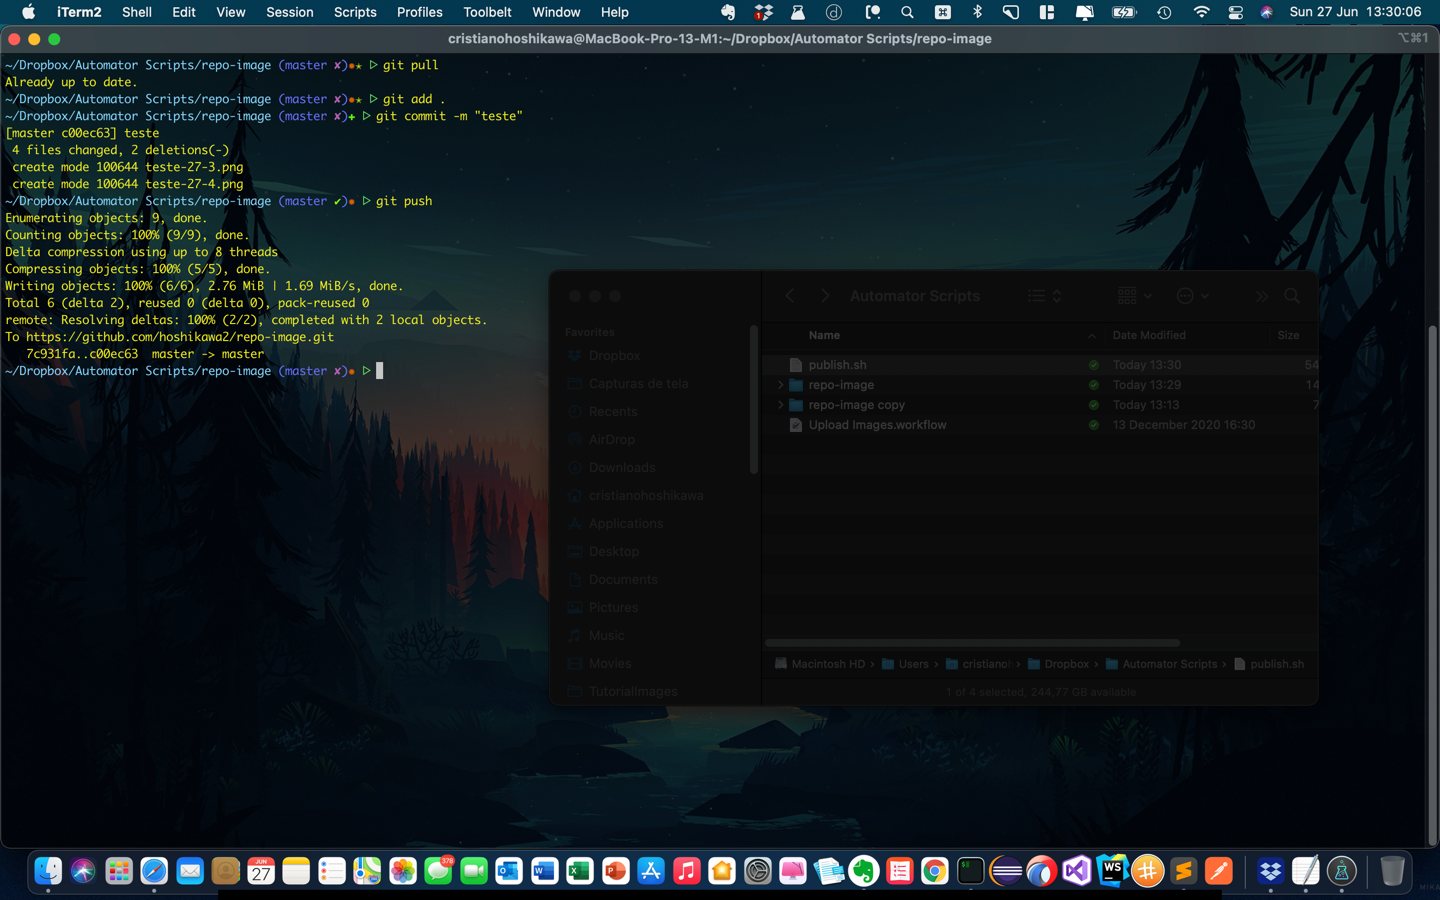 iTerm2 Shell Edit View Session Scripts Profiles Toolbelt Window Help Sun 27 Jun 13:30:06
cristianohoshikawa@MacBook-Pro-13-M1:~/Dropbox/Automator Scripts/repo-image ⌥⌘1
~/Dropbox/Automator Scripts/repo-image (master ✘)✹★ ▷ git pull
Already up to date.
~/Dropbox/Automator Scripts/repo-image (master ✘)✹★ ▷ git add .
~/Dropbox/Automator Scripts/repo-image (master ✘)✚ ▷ git commit -m "teste"
[master c00ec63] teste
4 files changed, 2 deletions(-)
create mode 100644 teste-27-3.png
create mode 100644 teste-27-4.png
~/Dropbox/Automator Scripts/repo-image (master ✔)✹ ▷ git push
Enumerating objects: 9, done.
Counting objects: 100% (9/9), done.
Delta compression using up to 8 threads
Compressing objects: 100% (5/5), done.
Writing objects: 100% (6/6), 2.76 MiB | 1.69 MiB/s, done.
Total 6 (delta 2), reused 0 (delta 0), pack-reused 0
remote: Resolving deltas: 100% (2/2), completed with 2 local objects.
To https://github.com/hoshikawa2/repo-image.git
7c931fa..c00ec63 master -> master
~/Dropbox/Automator Scripts/repo-image (master ✘)✹ ▷
Automator Scripts
Favorites
Dropbox
Capturas de tela
Recents
AirDrop
Downloads
cristianohoshikawa
Applications
Desktop
Documents
Pictures
Music
Movies
TutorialImages
Name Date Modified Size
publish.sh Today 13:30 54
repo-image Today 13:29 14
repo-image copy Today 13:13 7
Upload Images.workflow 13 December 2020 16:30
Macintosh HD › Users › cristianol › Dropbox › Automator Scripts › publish.sh
1 of 4 selected, 244,77 GB available
JUN
27
376
WS